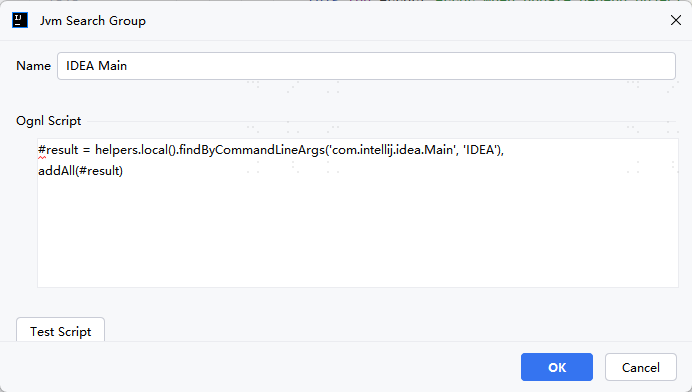 Jvm Search Group
Name IDEA Main
Ognl Script
#result = helpers.local().findByCommandLineArgs('com.intellij.idea.Main', 'IDEA'),
addAll(#result)
Test Script
OK Cancel